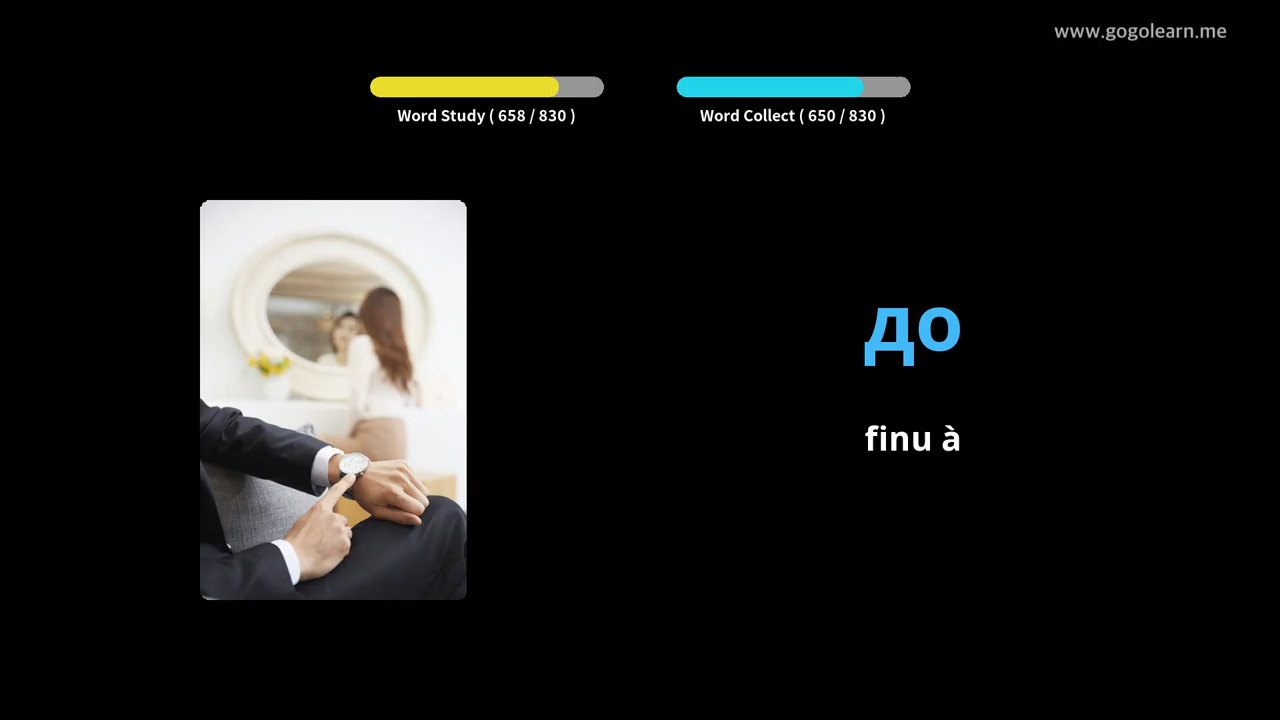 www.gogolearn.me
Word Study ( 658 / 830 )
Word Collect ( 650 / 830 )
до
finu à